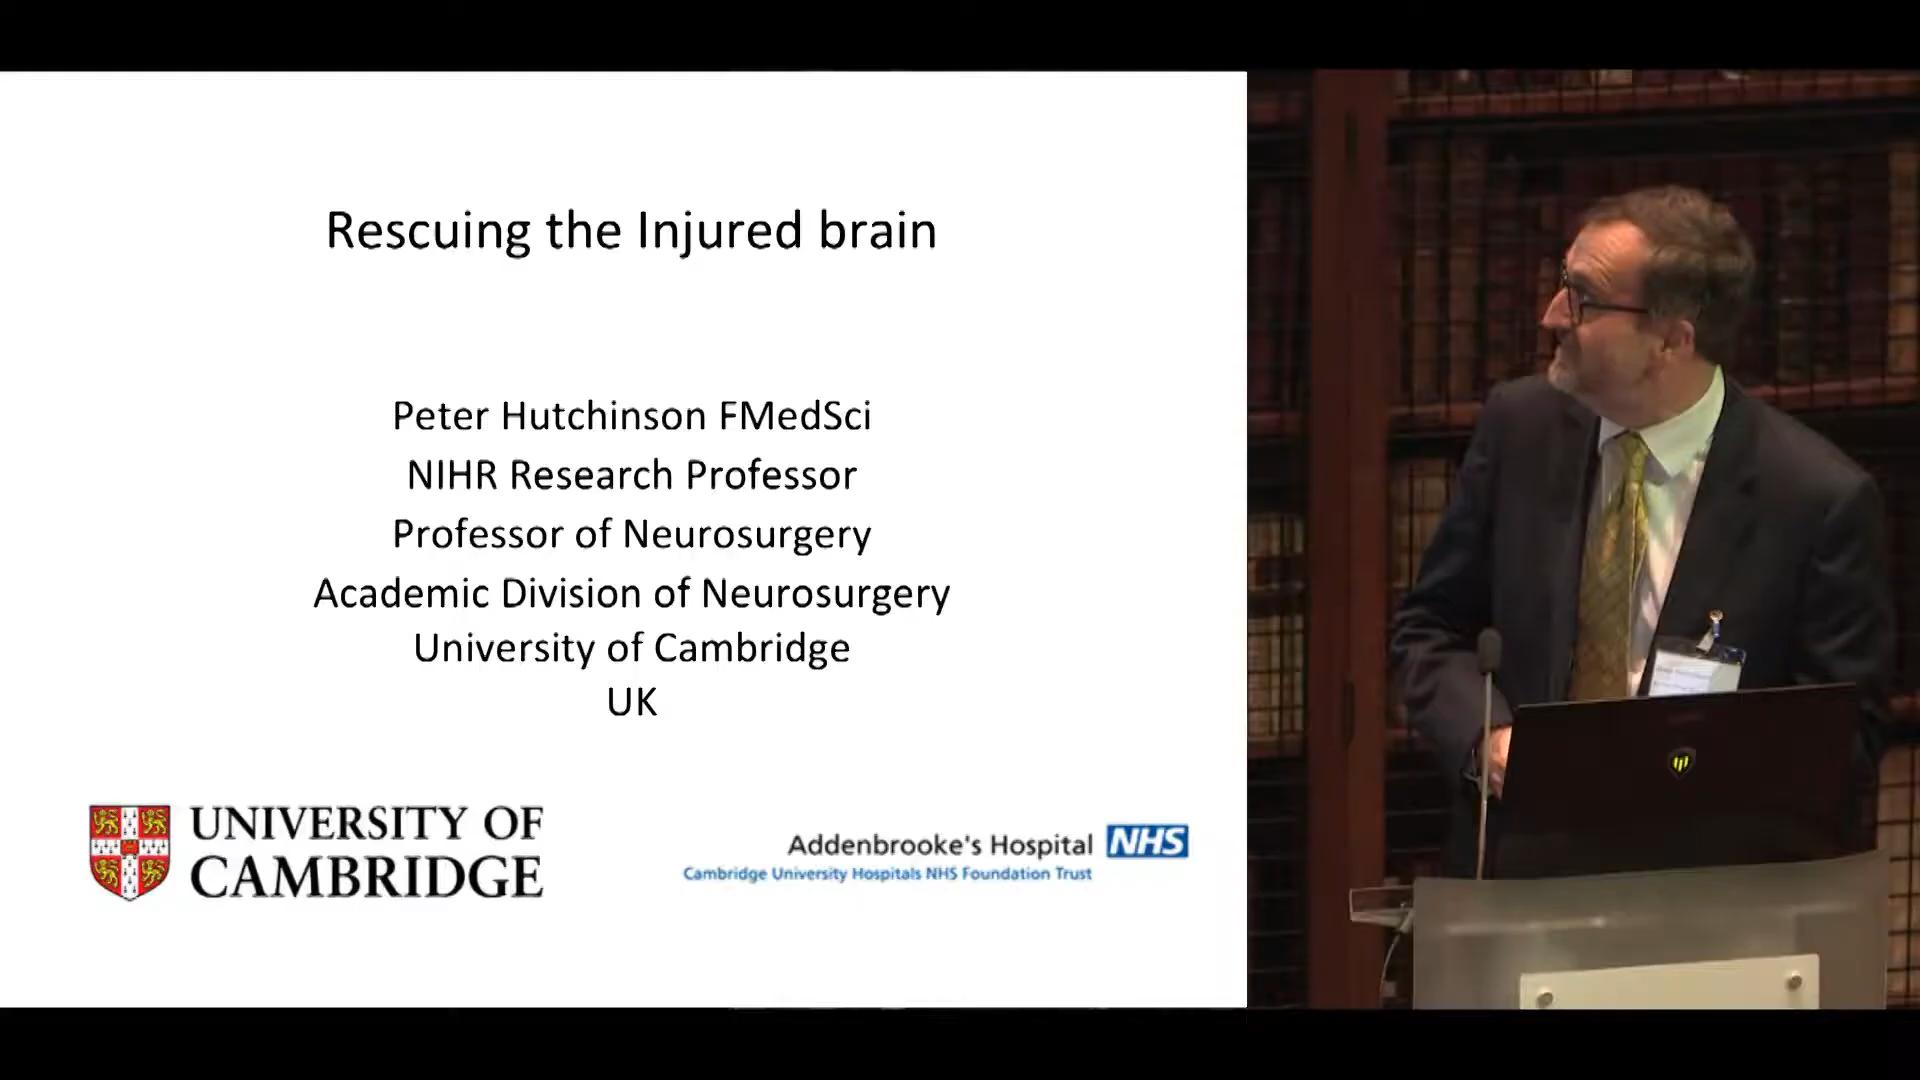 Rescuing the Injured brain
Peter Hutchinson FMedSci
NIHR Research Professor
Professor of Neurosurgery
Academic Division of Neurosurgery
University of Cambridge
UK
UNIVERSITY OF
CAMBRIDGE
Addenbrooke's Hospital NHS
Cambridge University Hospitals NHS Foundation Trust